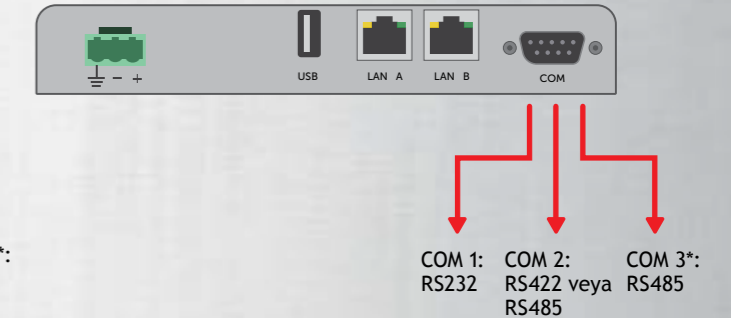 - +
USB
LAN A
LAN B
COM
*:
COM 1:
RS232
COM 2:
RS422 veya
RS485
COM 3*:
RS485